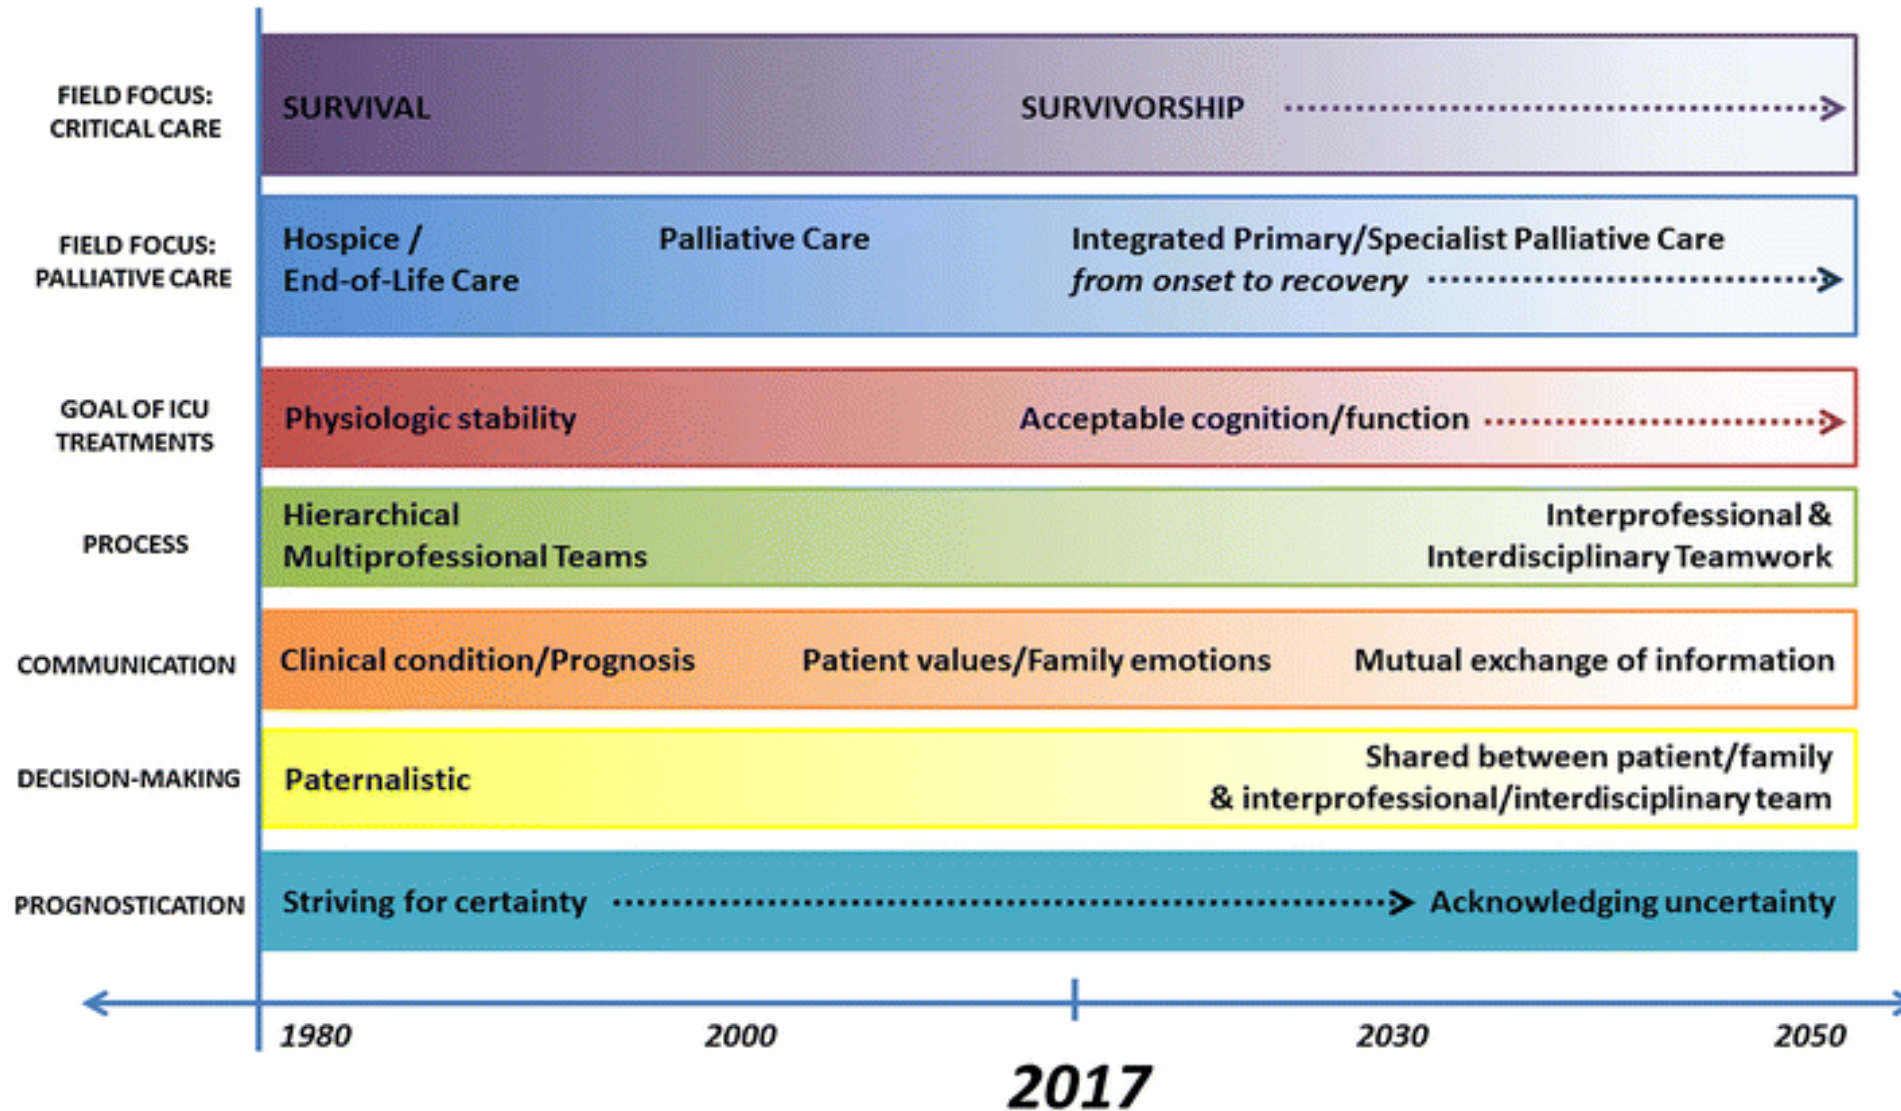 FIELD FOCUS:
CRITICAL CARE
SURVIVAL
SURVIVORSHIP
FIELD FOCUS:
PALLIATIVE CARE
Hospice /
End-of-Life Care
Palliative Care
Integrated Primary/Specialist Palliative Care
from onset to recovery
GOAL OF ICU
TREATMENTS
Physiologic stability
Acceptable cognition/function
PROCESS
Hierarchical
Multiprofessional Teams
Interprofessional &
Interdisciplinary Teamwork
COMMUNICATION
Clinical condition/Prognosis
Patient values/Family emotions
Mutual exchange of information
DECISION-MAKING
Paternalistic
Shared between patient/family
& interprofessional/interdisciplinary team
PROGNOSTICATION
Striving for certainty
Acknowledging uncertainty
1980
2000
2017
2030
2050